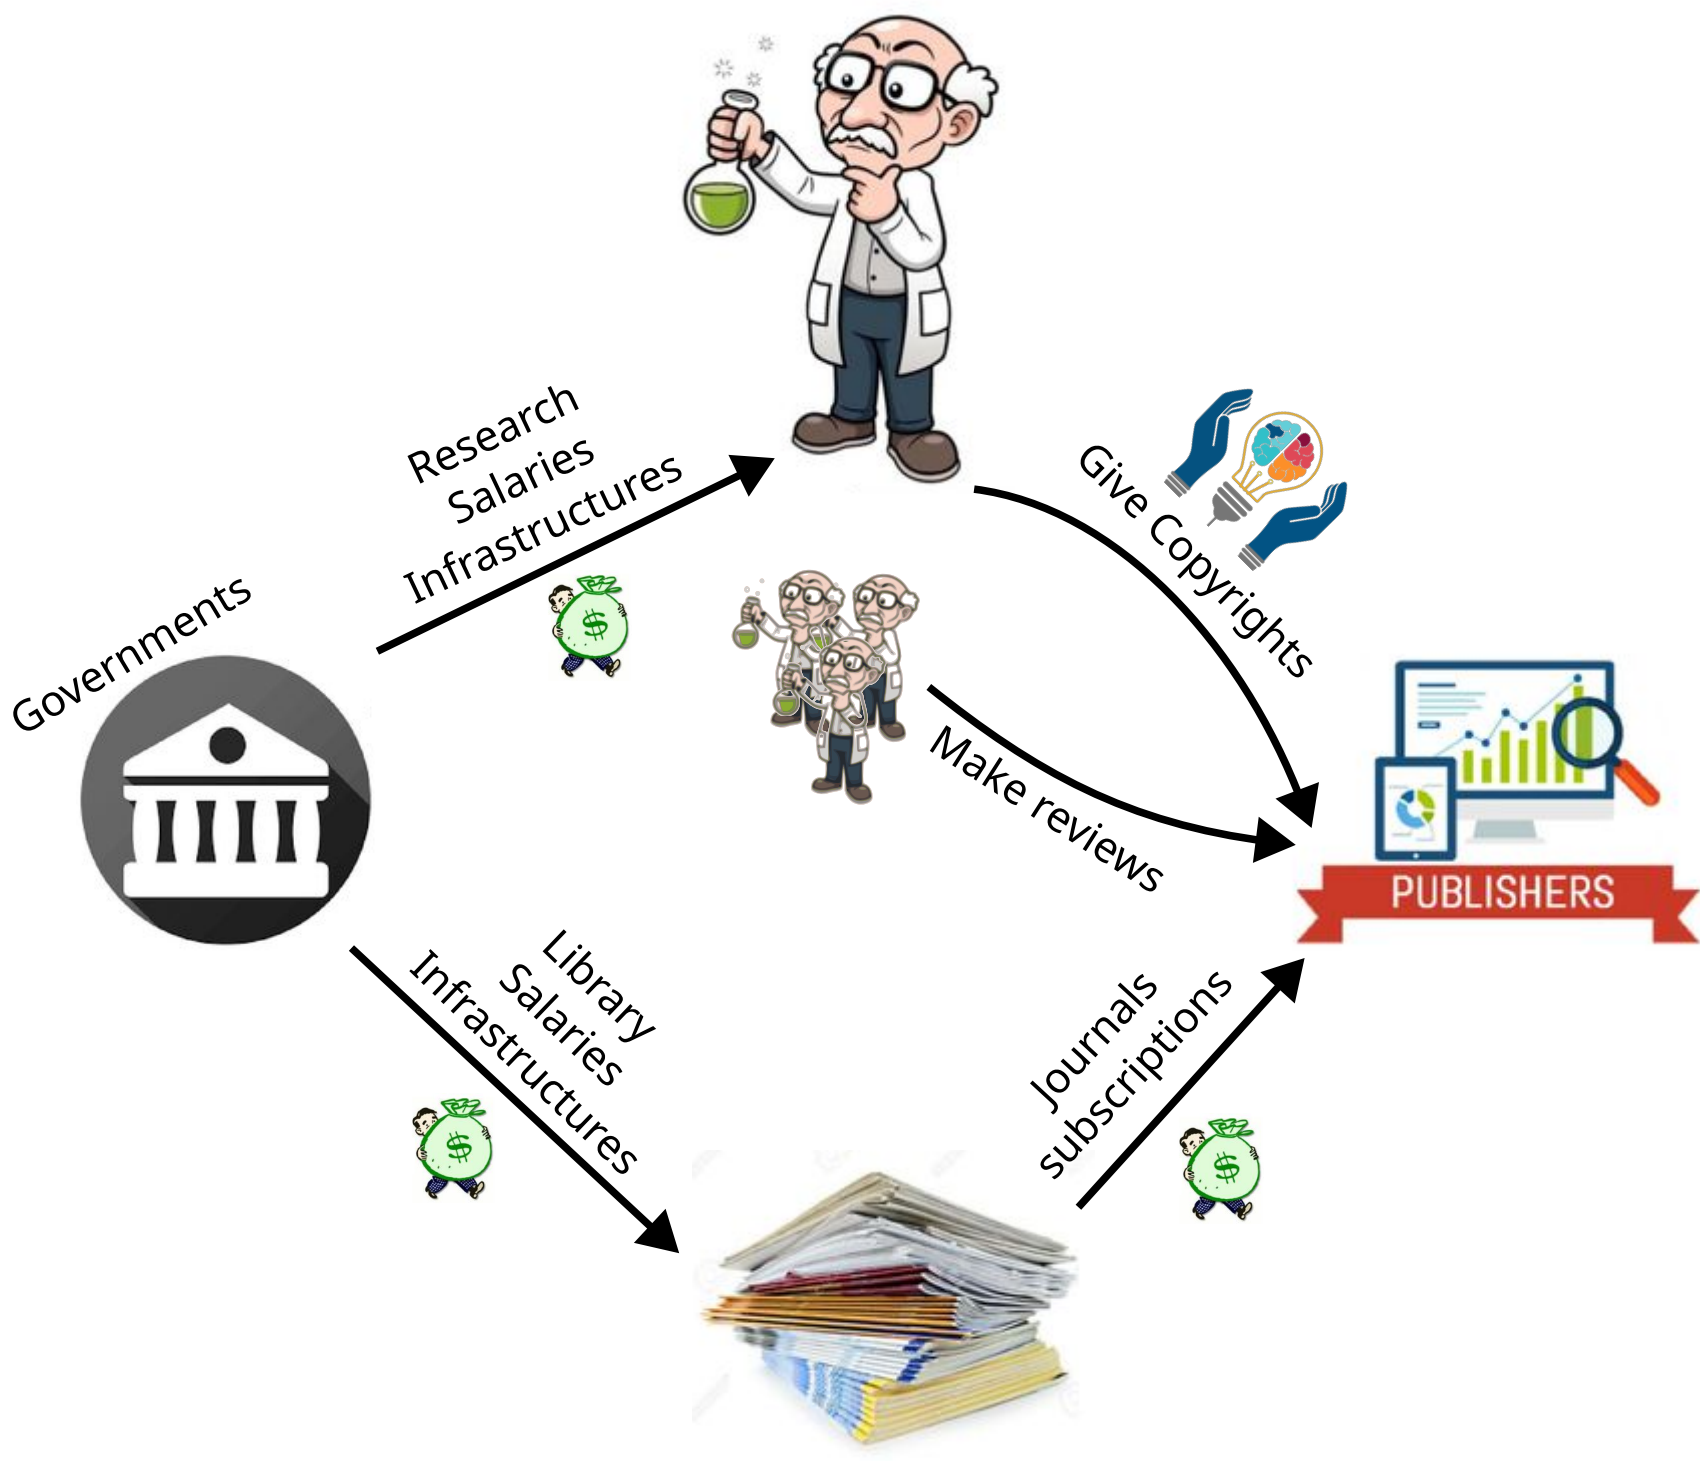 Research
Salaries
Infrastructures
Governments
Give Copyrights
Make reviews
PUBLISHERS
Library
Salaries
Infrastructures
Journals
subscriptions
$
$
$